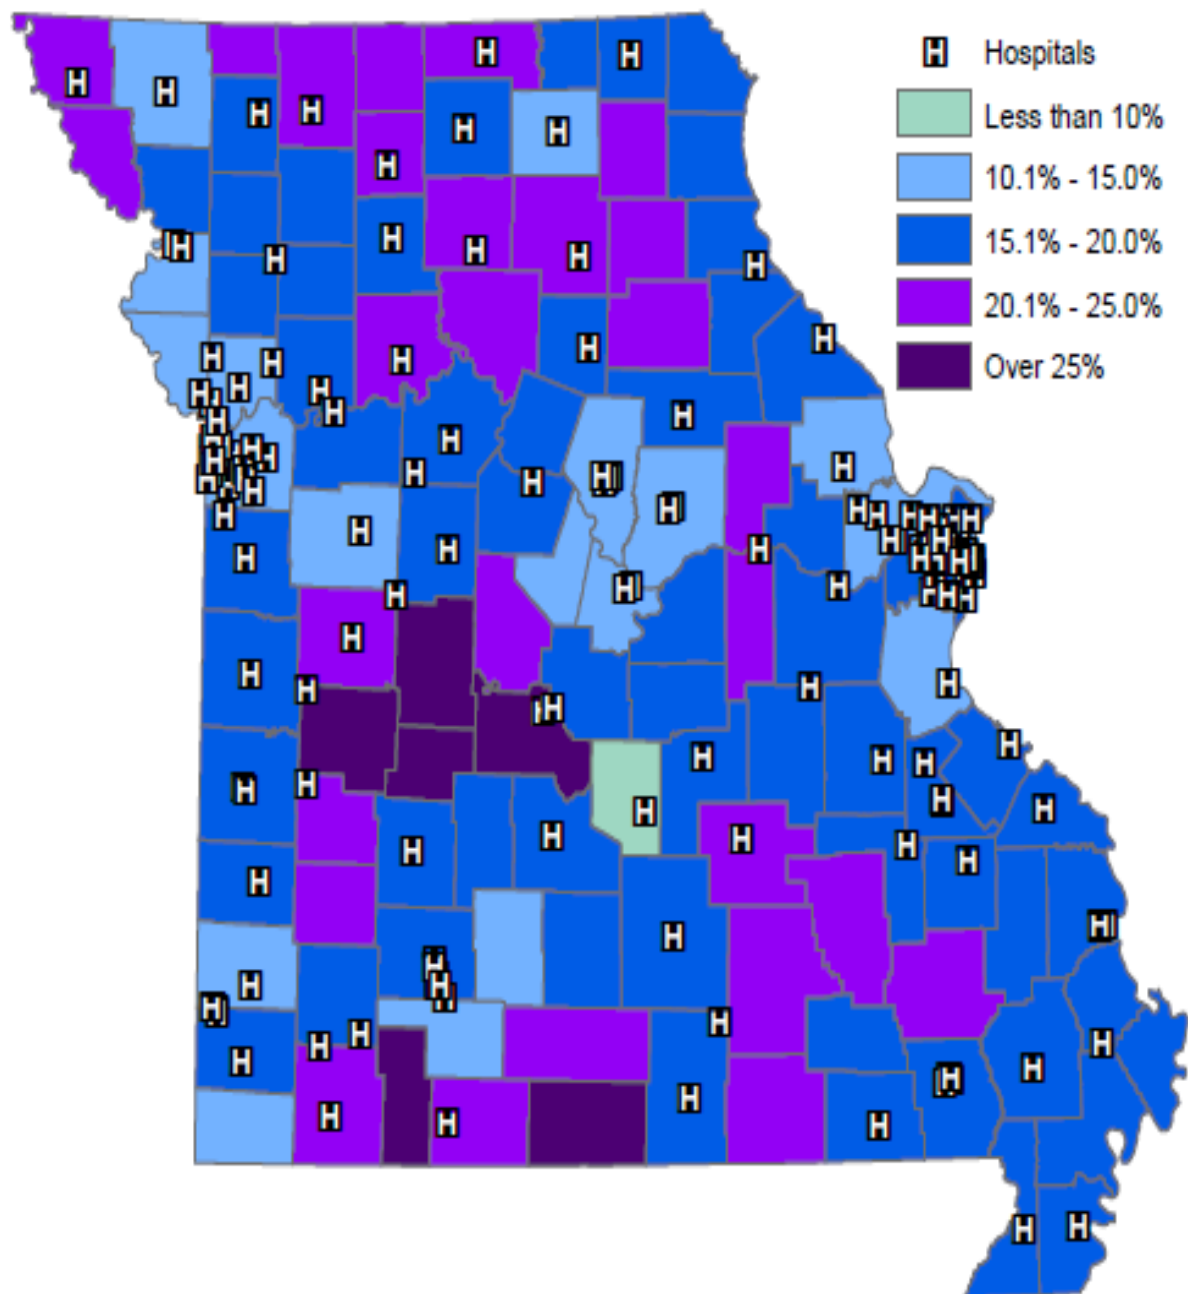 H Hospitals
Less than 10%
10.1% - 15.0%
15.1% - 20.0%
20.1% - 25.0%
Over 25%